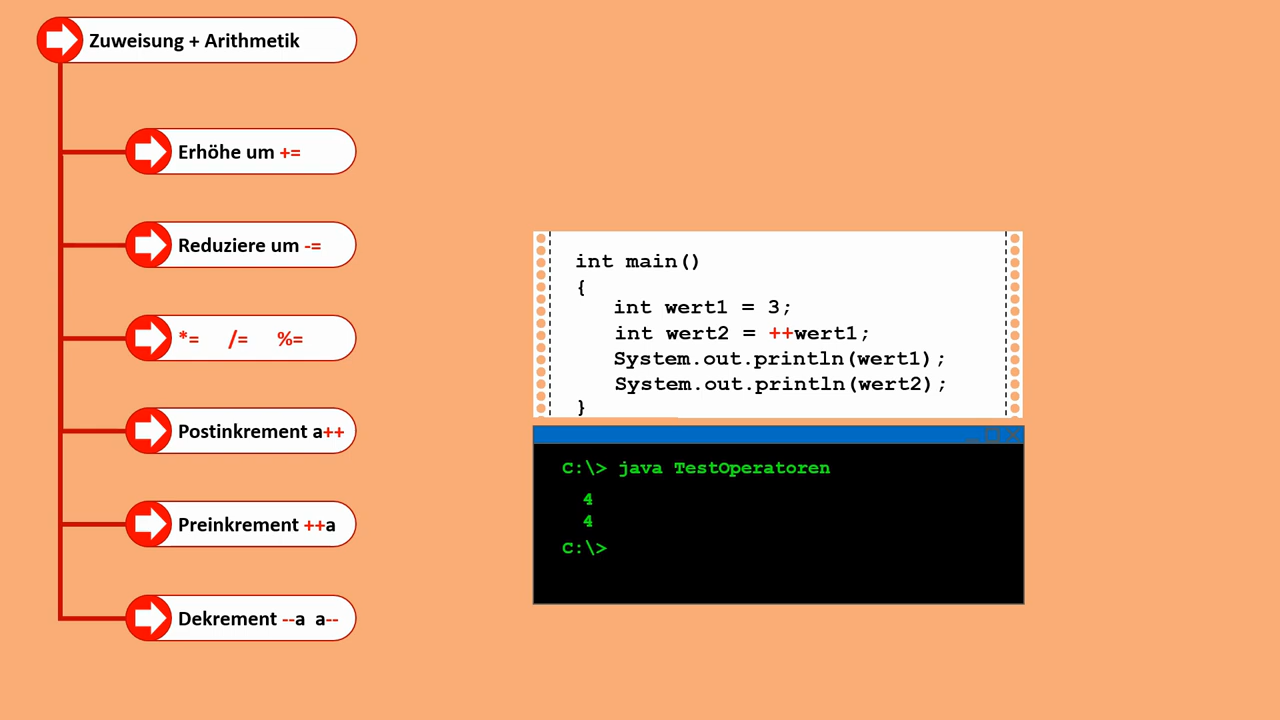 Zuweisung + Arithmetik
Erhöhe um +=
Reduziere um -=
*= /= %=
Postinkrement a++
Preinkrement ++a
Dekrement --a a--
int main()
{
int wert1 = 3;
int wert2 = ++wert1;
System.out.println(wert1);
System.out.println(wert2);
}
C:\> java TestOperatoren
4
4
C:\>